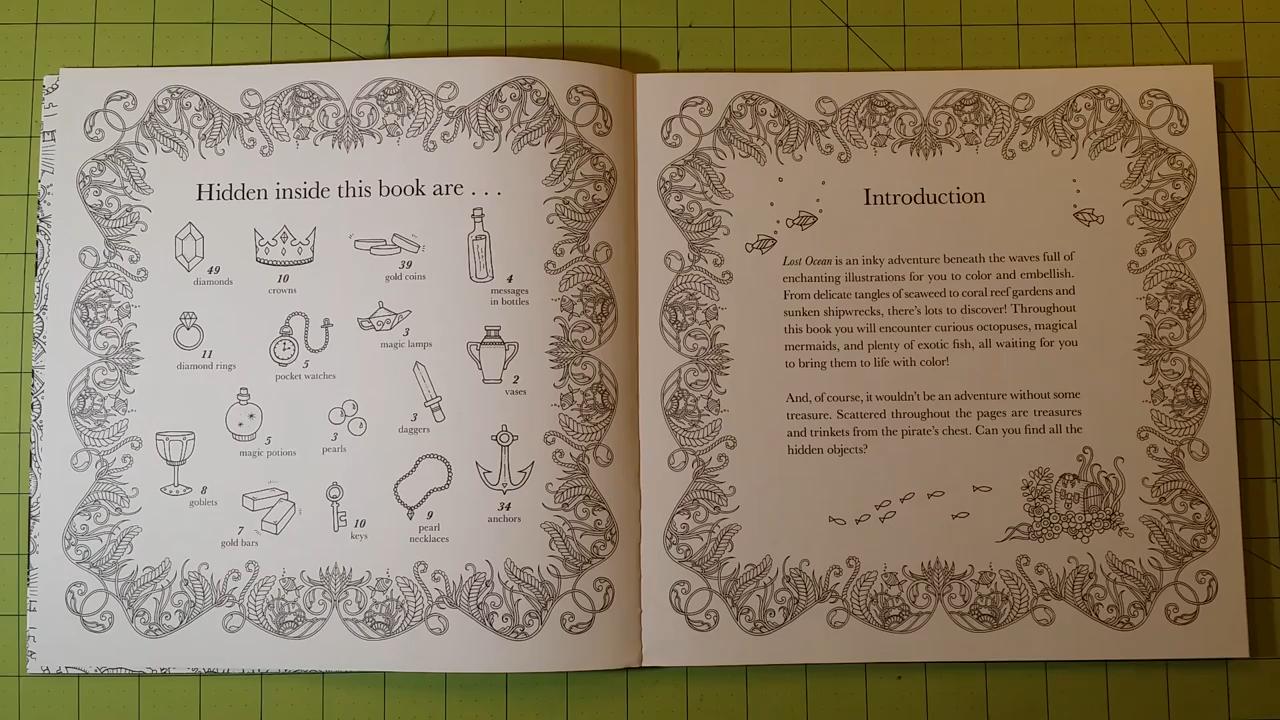 Hidden inside this book are . . .
49
diamonds
10
crowns
39
gold coins
4
messages
in bottles
11
diamond rings
5
pocket watches
3
magic lamps
2
vases
5
magic potions
3
pearls
3
daggers
8
goblets
7
gold bars
10
keys
9
pearl
necklaces
34
anchors
Introduction
Lost Ocean is an inky adventure beneath the waves full of
enchanting illustrations for you to color and embellish.
From delicate tangles of seaweed to coral reef gardens and
sunken shipwrecks, there's lots to discover! Throughout
this book you will encounter curious octopuses, magical
mermaids, and plenty of exotic fish, all waiting for you
to bring them to life with color!
And, of course, it wouldn't be an adventure without some
treasure. Scattered throughout the pages are treasures
and trinkets from the pirate's chest. Can you find all the
hidden objects?